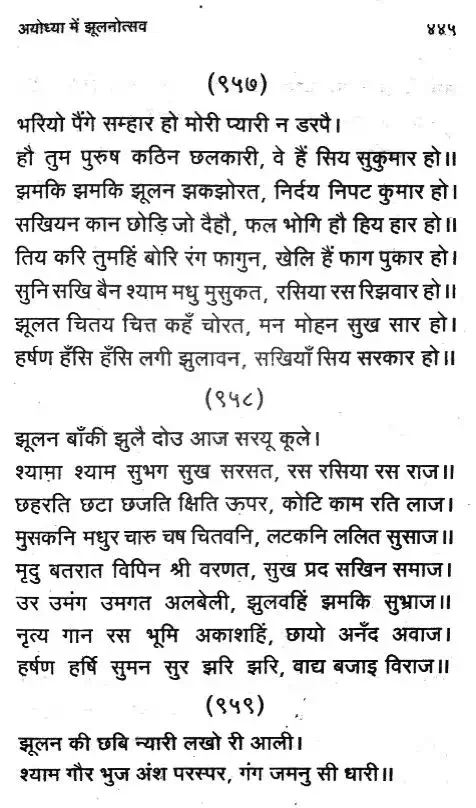 अयोध्या में झूलनोत्सव ४४५
(९५७)
भरियो पैंगे सम्हार हो मोरी प्यारी न डरपै।
हौ तुम पुरुष कठिन छलकारी, वे हैं सिय सुकुमार हो॥
झमकि झमकि झूलन झकझोरत, निर्दय निपट कुमार हो।
सखियन कान छोड़ि जो दैहौ, फल भोगि हौ हिय हार हो॥
तिय करि तुमहिं बोरि रंग फागुन, खेलि हैं फाग पुकार हो।
सुनि सखि बैन श्याम मधु मुसुकत, रसिया रस रिझवार हो॥
झूलत चितय चित्त कहँ चोरत, मन मोहन सुख सार हो।
हर्षण हँसि हँसि लगी झुलावन, सखियाँ सिय सरकार हो॥
(९५८)
झूलन बाँकी झुलै दोउ आज सरयू कूले।
श्यामा श्याम सुभग सुख सरसत, रस रसिया रस राज॥
छहरति छटा छजति क्षिति ऊपर, कोटि काम रति लाज।
मुसकनि मधुर चारु चष चितवनि, लटकनि ललित सुसाज॥
मृदु बतरात विपिन श्री वरणत, सुख प्रद सखिन समाज।
उर उमंग उमगत अलबेली, झुलवहिं झमकि सुभ्राज॥
नृत्य गान रस भूमि अकाशहिं, छायो अनँद अवाज।
हर्षण हर्षि सुमन सुर झरि झरि, वाद्य बजाइ विराज॥
(९५९)
झूलन की छबि न्यारी लखो री आली।
श्याम गौर भुज अंश परस्पर, गंग जमनु सी धारी॥